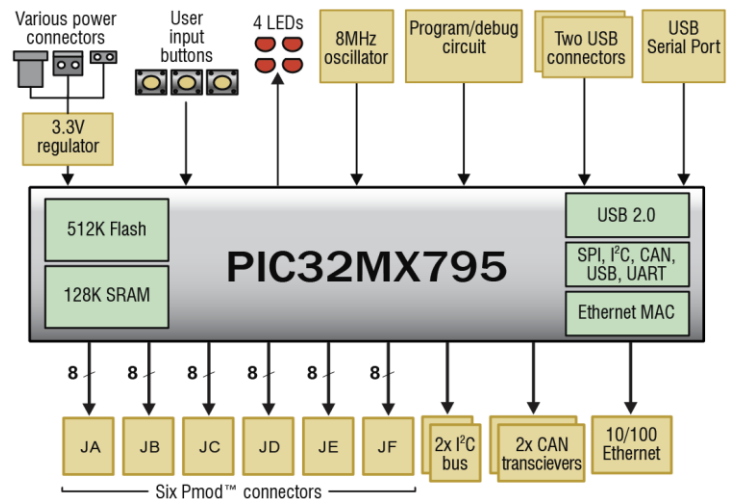 Various power
connectors
User
input
buttons
4 LEDs
8MHz
oscillator
Program/debug
circuit
Two USB
connectors
USB
Serial Port
3.3V
regulator
512K Flash
128K SRAM
PIC32MX795
USB 2.0
SPI, I²C, CAN,
USB, UART
Ethernet MAC
8
8
8
8
8
8
JA
JB
JC
JD
JE
JF
2x I²C
bus
2x CAN
transcievers
10/100
Ethernet
Six Pmod™ connectors